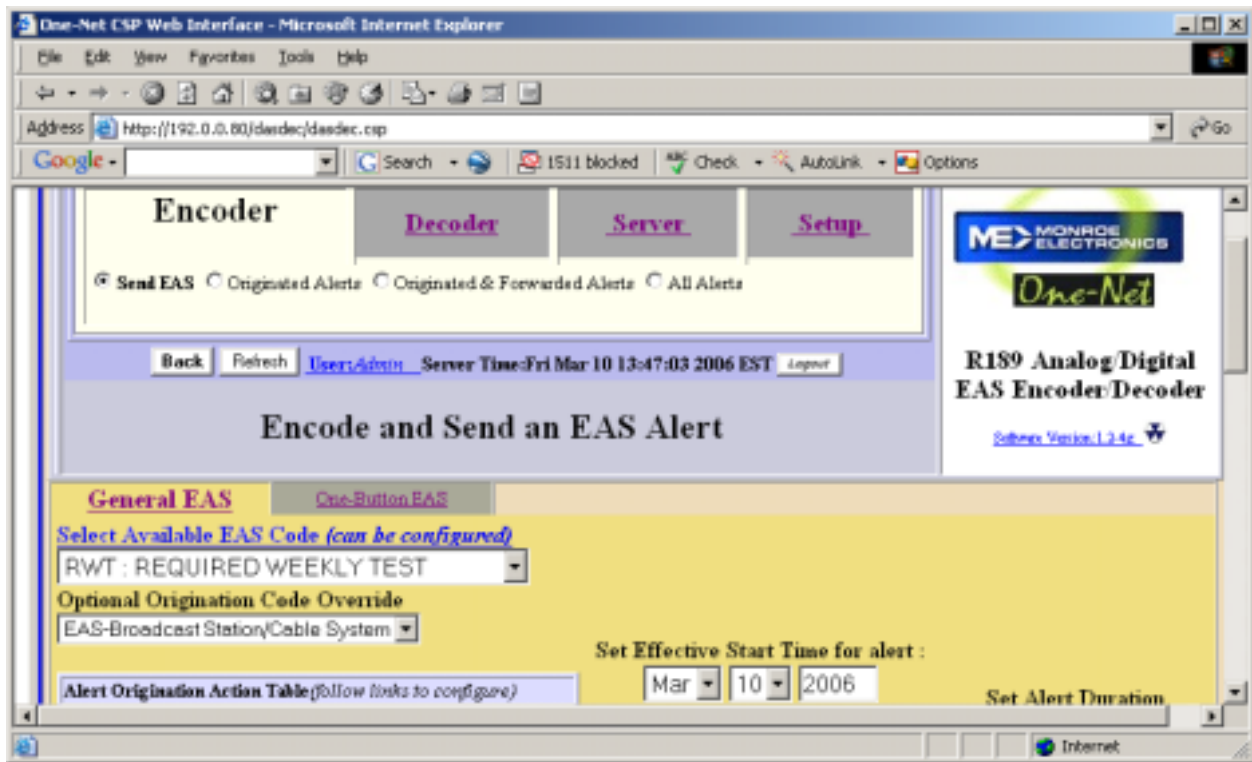 One-Net CSP Web Interface - Microsoft Internet Explorer
File Edit View Favorites Tools Help
Address http://192.0.0.80/dasdec/dasdec.csp Go
Google Search 1511 blocked Check AutoLink Options
Encoder Decoder Server Setup
Send EAS Originated Alerts Originated & Forwarded Alerts All Alerts
MONROE ELECTRONICS
One-Net
Back Refresh User:Admin Server Time:Fri Mar 10 13:47:03 2006 EST Logout
R189 Analog/Digital
EAS Encoder/Decoder
Encode and Send an EAS Alert
Software Version:
General EAS One-Button EAS
Select Available EAS Code (can be configured)
RWT : REQUIRED WEEKLY TEST
Optional Origination Code Override
EAS-Broadcast Station/Cable System
Set Effective Start Time for alert :
Alert Origination Action Table(follow links to configure)
Mar 10 2006
Set Alert Duration
Internet